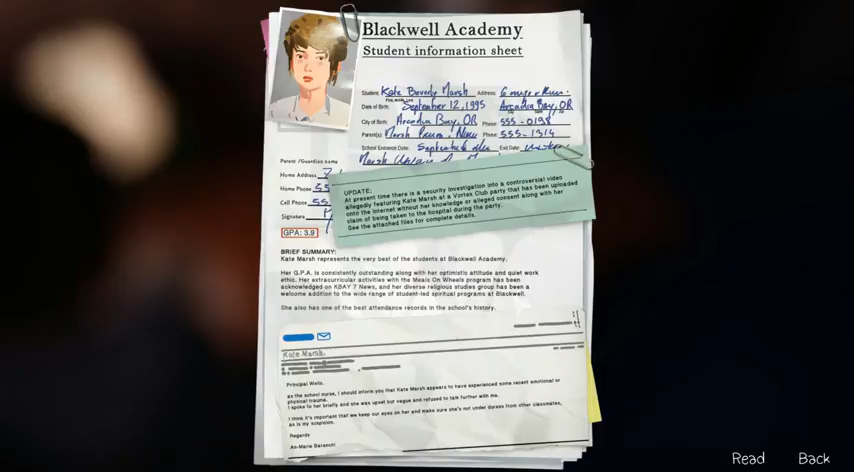 Blackwell Academy
Student information sheet
Student: Kate Beverly Marsh Address:
Date of Birth: September 12, 1995 Arcadia Bay, OR
City of Birth: Arcadia Bay, OR Phone: 555-0198
Parent(s): Marsh Phone: 555-1314
School Entrance Date: Exit Date:
Marsh
Parent /Guardian name
Home Address
Home Phone 55
Cell Phone 55
Signature
GPA: 3.9
UPDATE:
At present time there is a security investigation into a controversial video
allegedly featuring Kate Marsh at a Vortex Club party that has been uploaded
onto the internet without her knowledge or alleged consent along with her
claim of being taken to the hospital during the party.
See the attached files for complete details.
BRIEF SUMMARY:
Kate Marsh represents the very best of the students at Blackwell Academy.
Her G.P.A. is consistently outstanding along with her optimistic attitude and quiet work
ethic. Her extracurricular activities with the Meals On Wheels program has been
acknowledged on KBAY 7 News, and her diverse religious studies group has been a
welcome addition to the wide range of student-led spiritual programs at Blackwell.
She also has one of the best attendance records in the school's history.
Kate Marsh
Principal Wells,
as the school nurse, I should inform you that Kate Marsh appears to have experienced some recent emotional or
physical trauma.
I spoke to her briefly and she was upset but vague and refused to talk further with me.
I think it's important that we keep our eyes on her and make sure she's not under duress from other classmates,
as is my suspision.
Regards
An-Marie Baranchi
Read Back